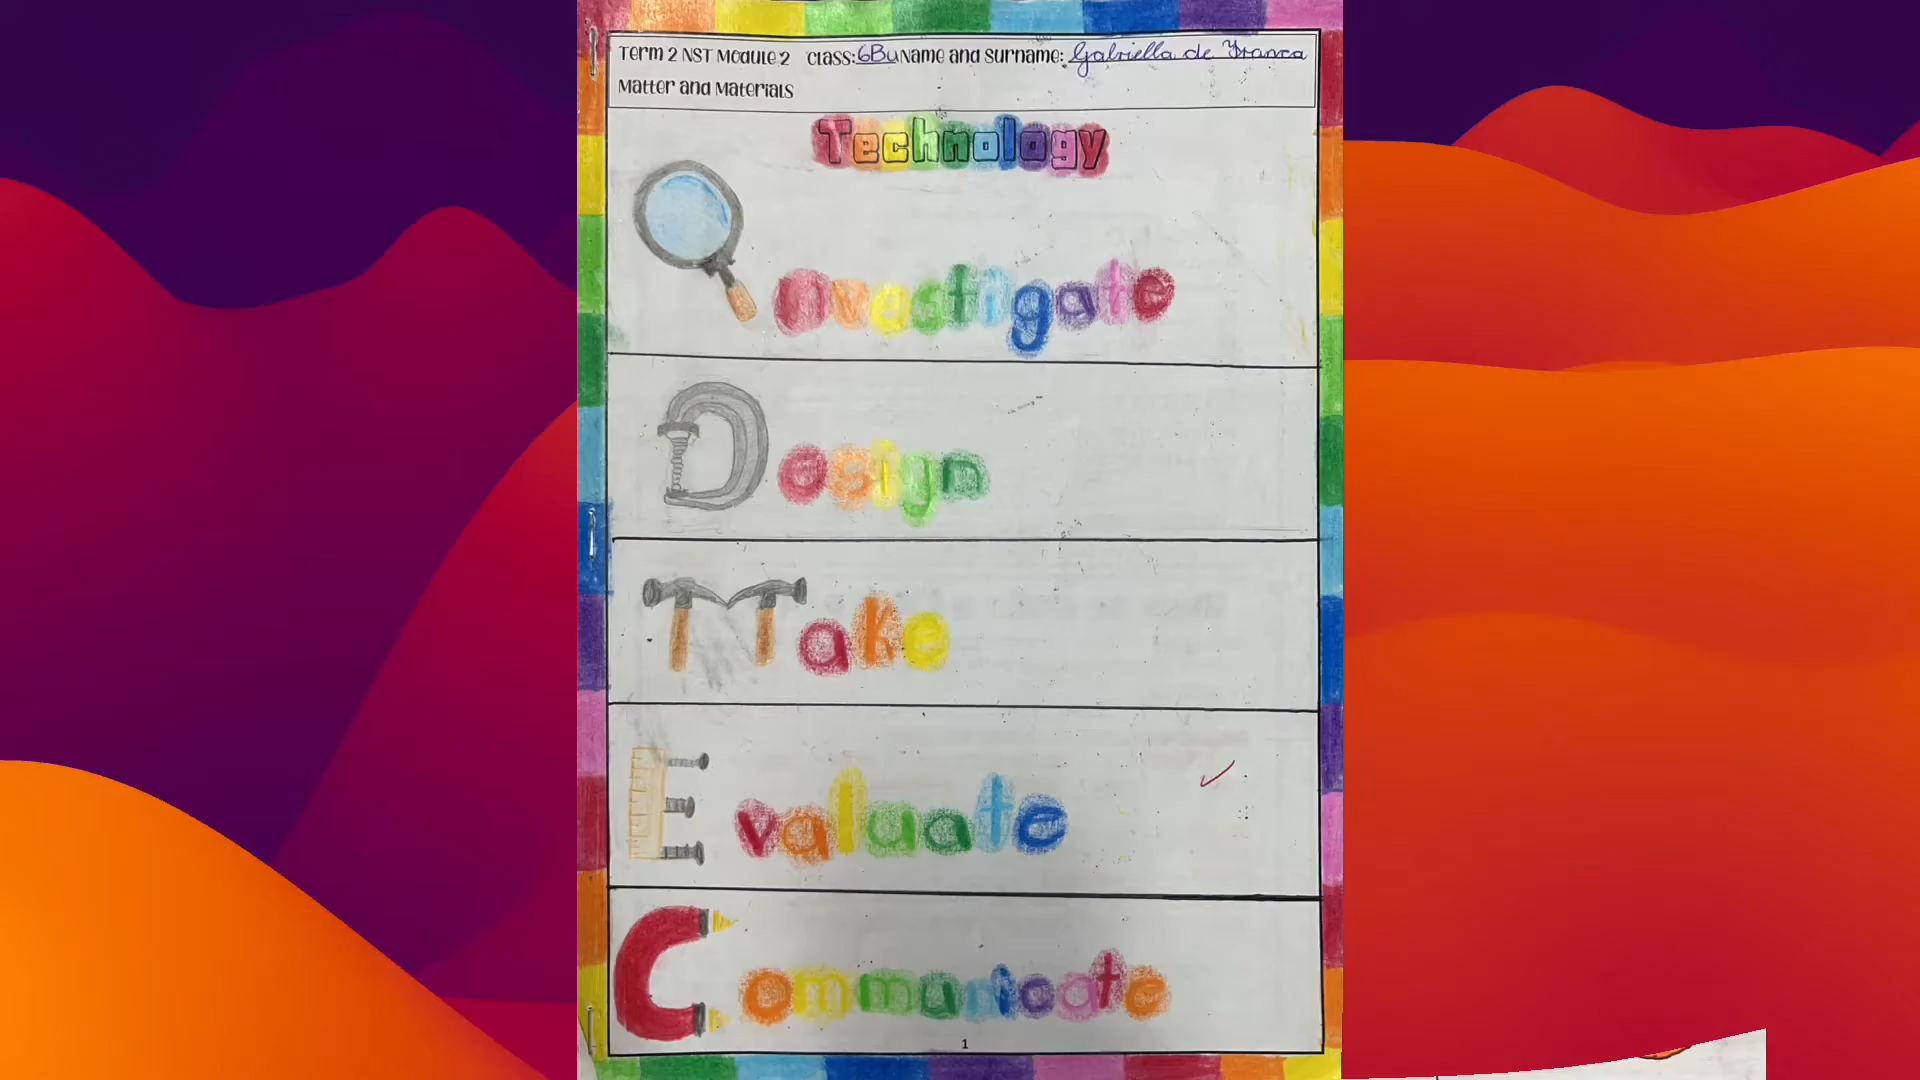 Term 2 NST Module 2 Class: 6Bu Name and Surname: Gabriella de Franca
Matter and Materials
Technology
Investigate
Design
Make
Evaluate
Communicate
1